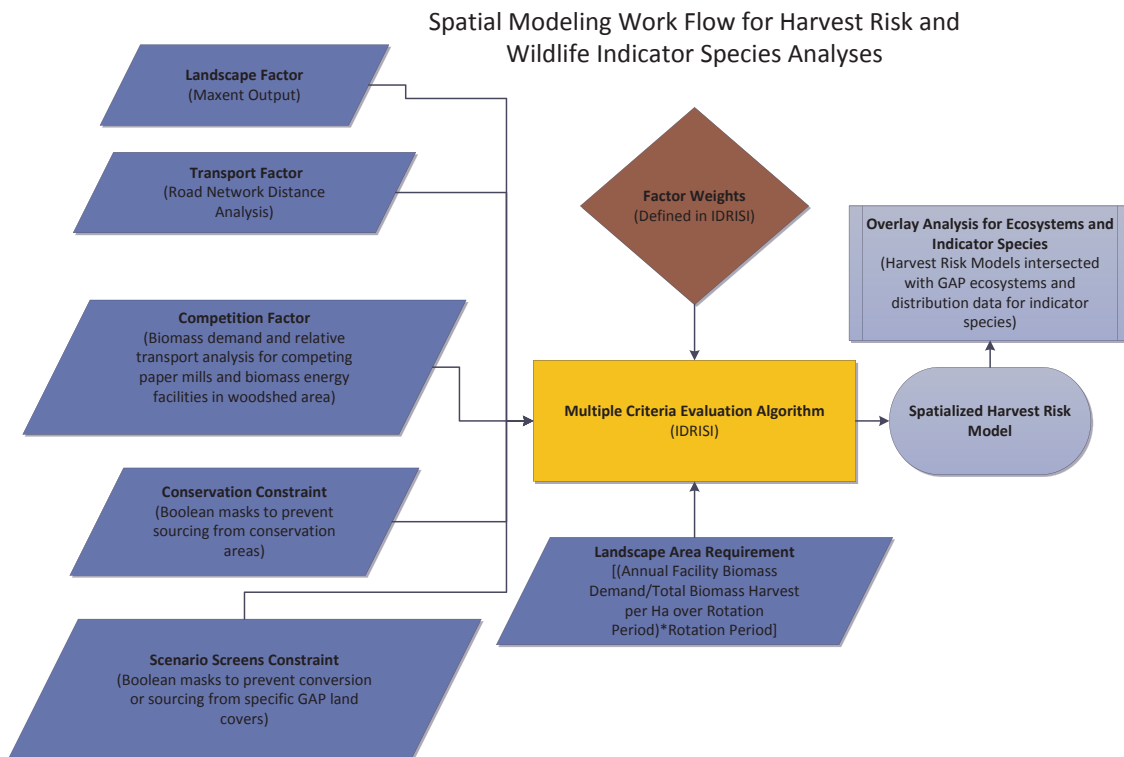 Spatial Modeling Work Flow for Harvest Risk and
Wildlife Indicator Species Analyses
Landscape Factor
(Maxent Output)
Transport Factor
(Road Network Distance
Analysis)
Competition Factor
(Biomass demand and relative
transport analysis for competing
paper mills and biomass energy
facilities in woodshed area)
Conservation Constraint
(Boolean masks to prevent
sourcing from conservation
areas)
Scenario Screens Constraint
(Boolean masks to prevent conversion
or sourcing from specific GAP land
covers)
Factor Weights
(Defined in IDRISI)
Multiple Criteria Evaluation Algorithm
(IDRISI)
Landscape Area Requirement
[(Annual Facility Biomass
Demand/Total Biomass Harvest
per Ha over Rotation
Period)*Rotation Period]
Overlay Analysis for Ecosystems and
Indicator Species
(Harvest Risk Models intersected
with GAP ecosystems and
distribution data for indicator
species)
Spatialized Harvest Risk
Model